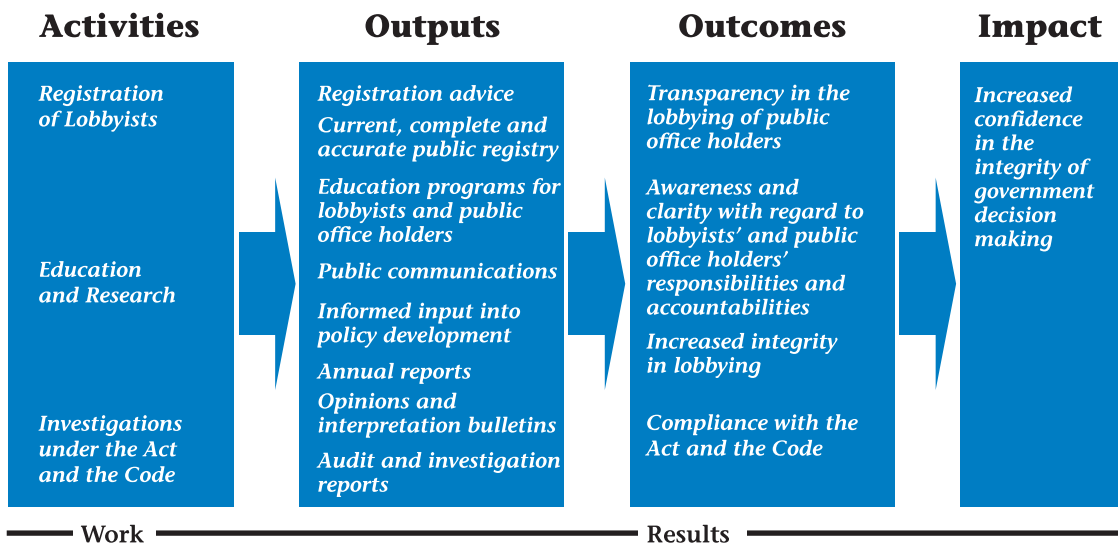 Activities
Registration
of Lobbyists
Education
and Research
Investigations
under the Act
and the Code
Outputs
Registration advice
Current, complete and
accurate public registry
Education programs for
lobbyists and public
office holders
Public communications
Informed input into
policy development
Annual reports
Opinions and
interpretation bulletins
Audit and investigation
reports
Outcomes
Transparency in the
lobbying of public
office holders
Awareness and
clarity with regard to
lobbyists’ and public
office holders’
responsibilities and
accountabilities
Increased integrity
in lobbying
Compliance with the
Act and the Code
Impact
Increased
confidence
in the
integrity of
government
decision
making
Work
Results